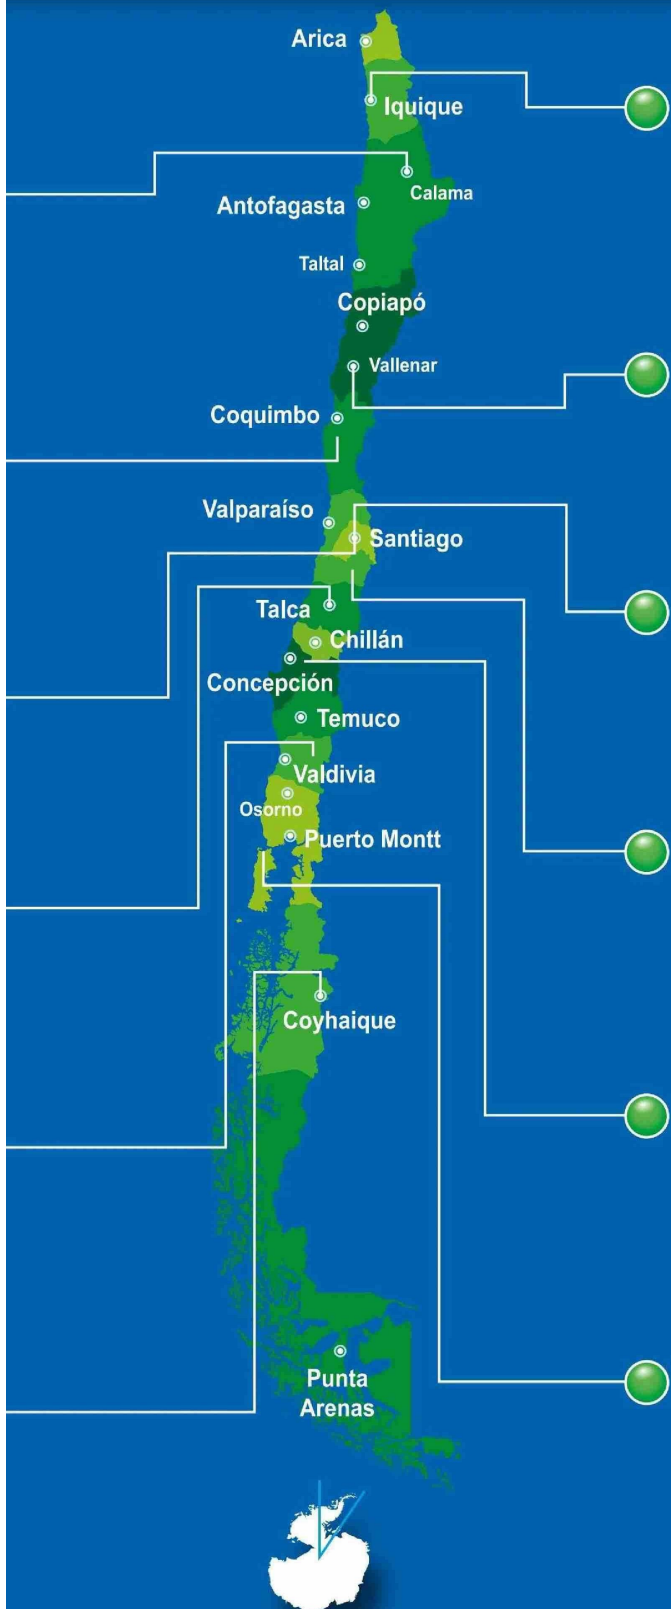 Arica
Iquique
Calama
Antofagasta
Taltal
Copiapó
Vallenar
Coquimbo
Valparaíso
Santiago
Talca
Chillán
Concepción
Temuco
Valdivia
Osorno
Puerto Montt
Coyhaique
Punta
Arenas